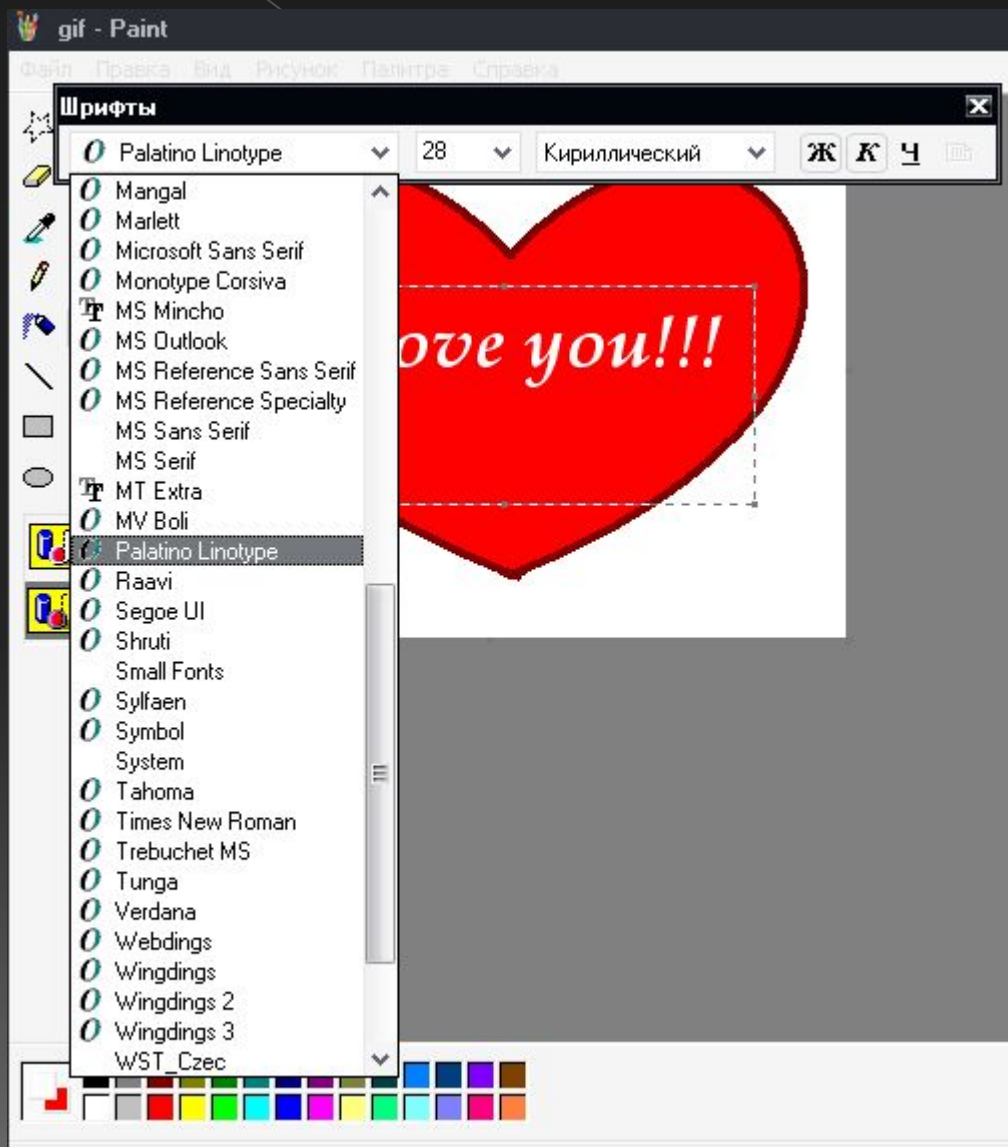 gif - Paint
Файл Правка Вид Рисунок Палитра Справка
Шрифты
Palatino Linotype 28 Кириллический Ж К Ч
Mangal
Marlett
Microsoft Sans Serif
Monotype Corsiva
MS Mincho
MS Outlook
MS Reference Sans Serif
MS Reference Specialty
MS Sans Serif
MS Serif
MT Extra
MV Boli
Palatino Linotype
Raavi
Segoe UI
Shruti
Small Fonts
Sylfaen
Symbol
System
Tahoma
Times New Roman
Trebuchet MS
Tunga
Verdana
Webdings
Wingdings
Wingdings 2
Wingdings 3
WST_Czec
ove you!!!